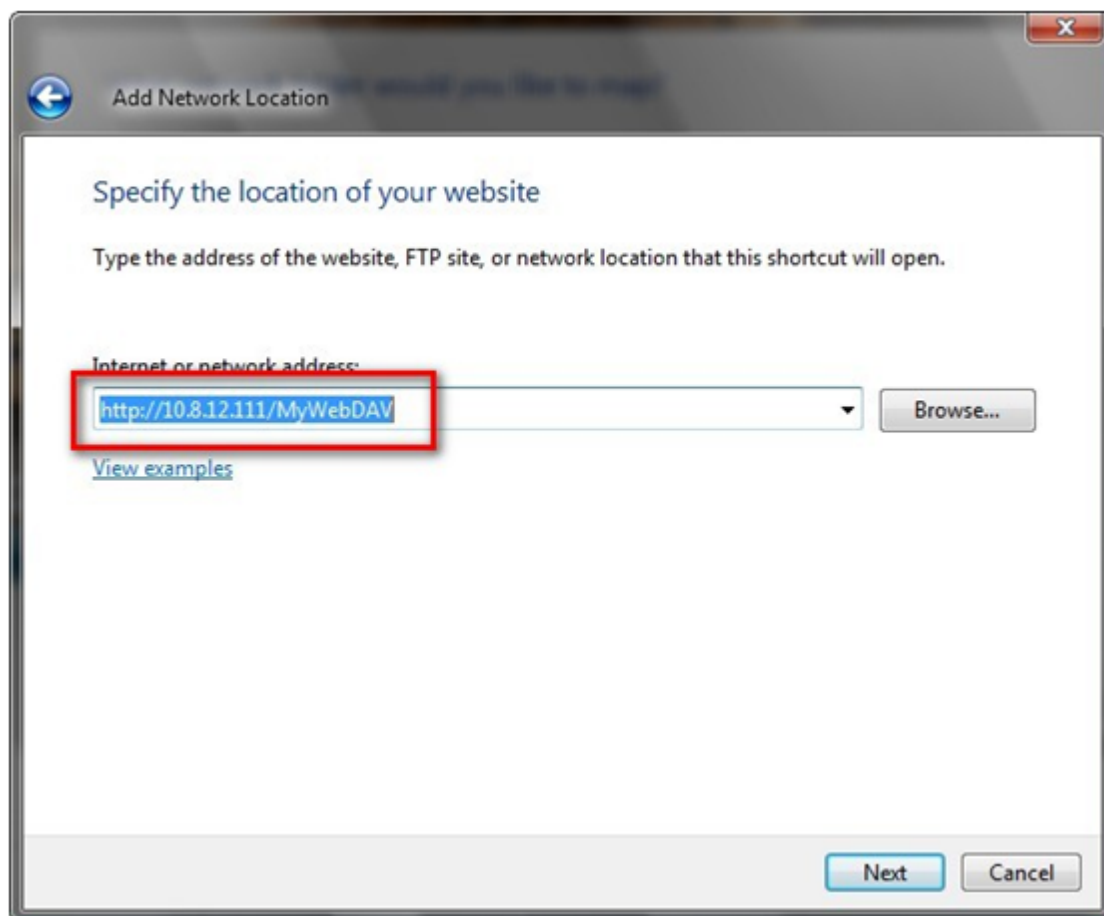 Add Network Location
Specify the location of your website
Type the address of the website, FTP site, or network location that this shortcut will open.
Internet or network address:
http://10.8.12.111/MyWebDAV
Browse...
View examples
Next
Cancel